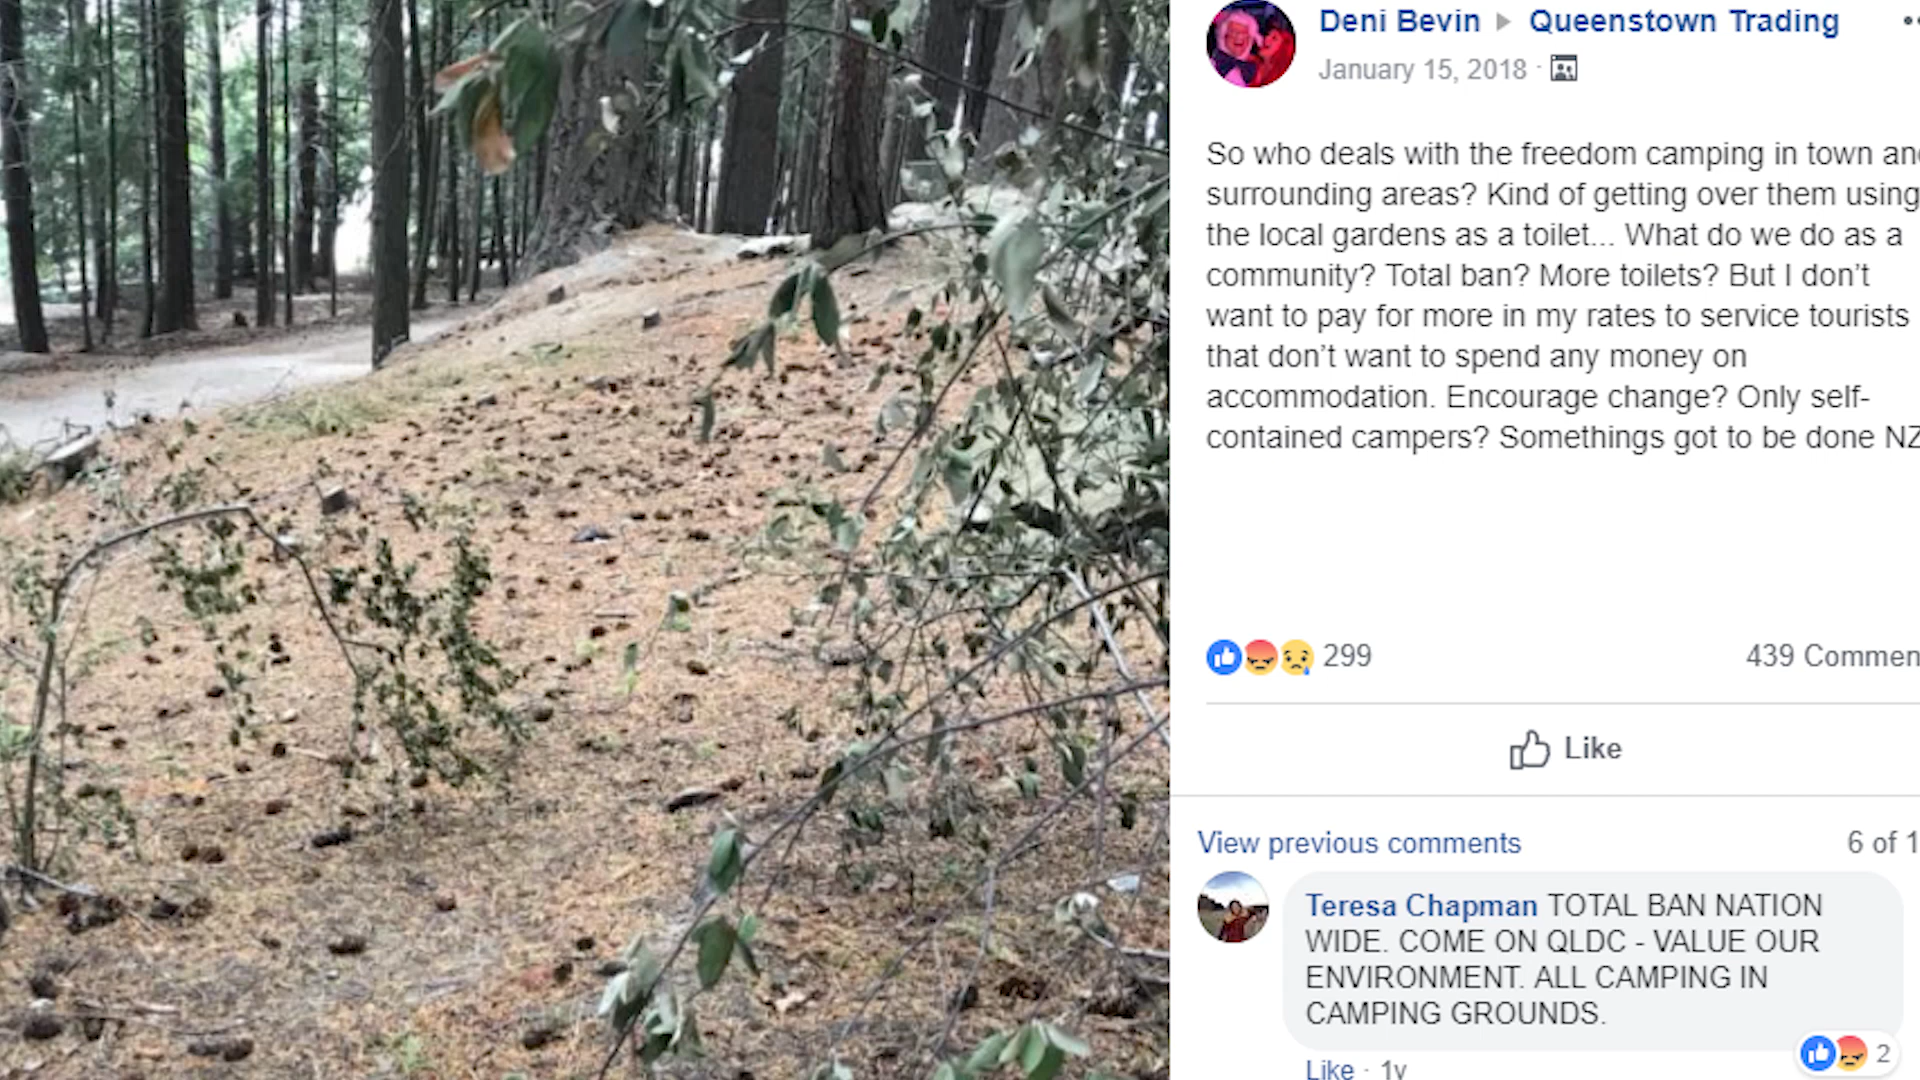 Deni Bevin ▸ Queenstown Trading
January 15, 2018 ·
So who deals with the freedom camping in town
surrounding areas? Kind of getting over them using
the local gardens as a toilet... What do we do as a
community? Total ban? More toilets? But I don't
want to pay for more in my rates to service tourists
that don't want to spend any money on
accommodation. Encourage change? Only self-
contained campers? Somethings got to be done NZ
299
439
Like
View previous comments
6 of
Teresa Chapman TOTAL BAN NATION
WIDE. COME ON QLDC - VALUE OUR
ENVIRONMENT. ALL CAMPING IN
CAMPING GROUNDS.
2
Like · 1y